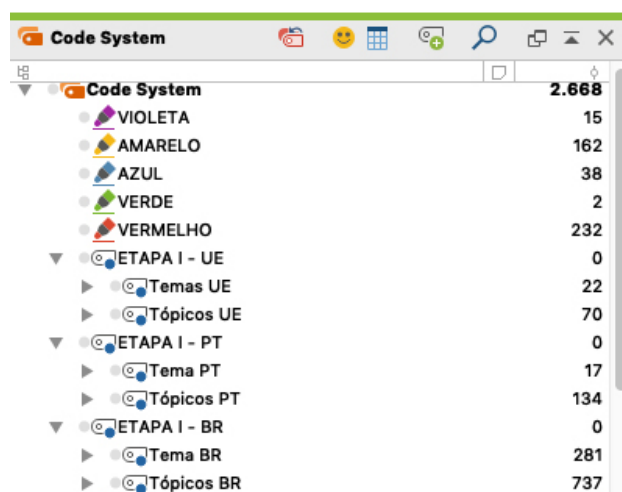 Code System
Code System 2.668
VIOLETA 15
AMARELO 162
AZUL 38
VERDE 2
VERMELHO 232
ETAPA I - UE 0
Temas UE 22
Tópicos UE 70
ETAPA I - PT 0
Tema PT 17
Tópicos PT 134
ETAPA I - BR 0
Tema BR 281
Tópicos BR 737